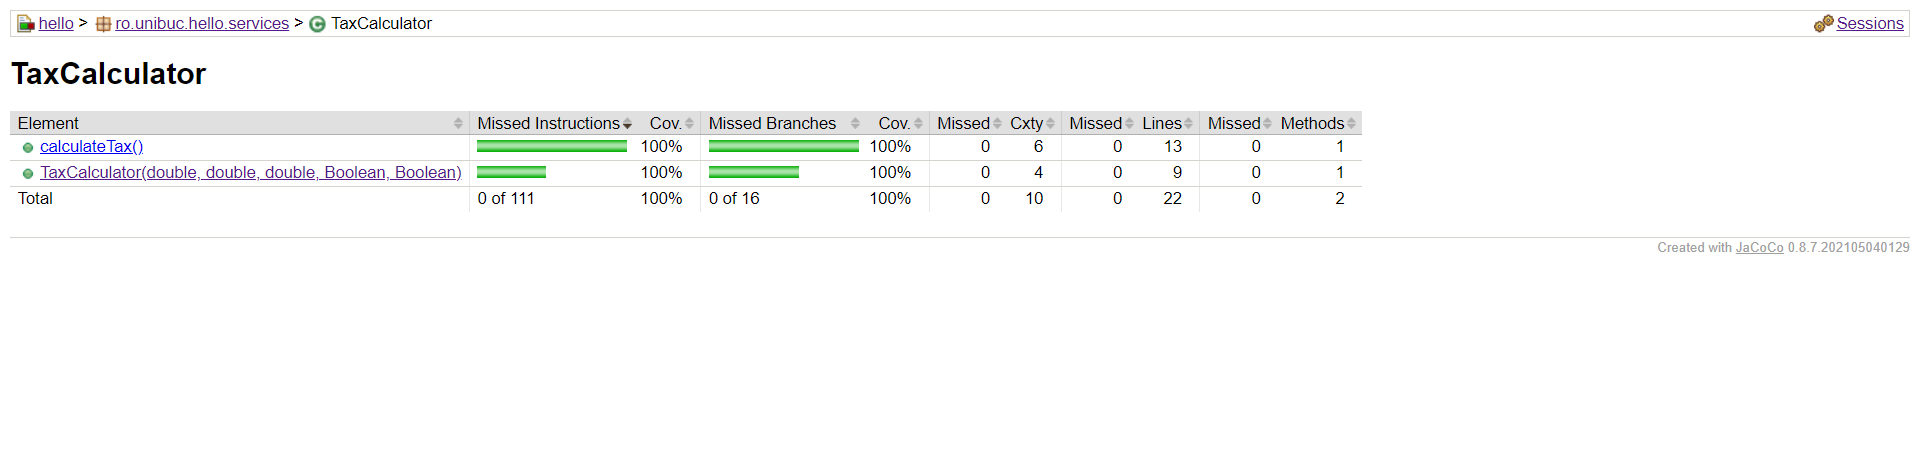 hello > ro.unibuc.hello.services > TaxCalculator Sessions
TaxCalculator
Element Missed Instructions Cov. Missed Branches Cov. Missed Cxty Missed Lines Missed Methods
calculateTax() 100% 100% 0 6 0 13 0 1
TaxCalculator(double, double, double, Boolean, Boolean) 100% 100% 0 4 0 9 0 1
Total 0 of 111 100% 0 of 16 100% 0 10 0 22 0 2
Created with JaCoCo 0.8.7.202105040129